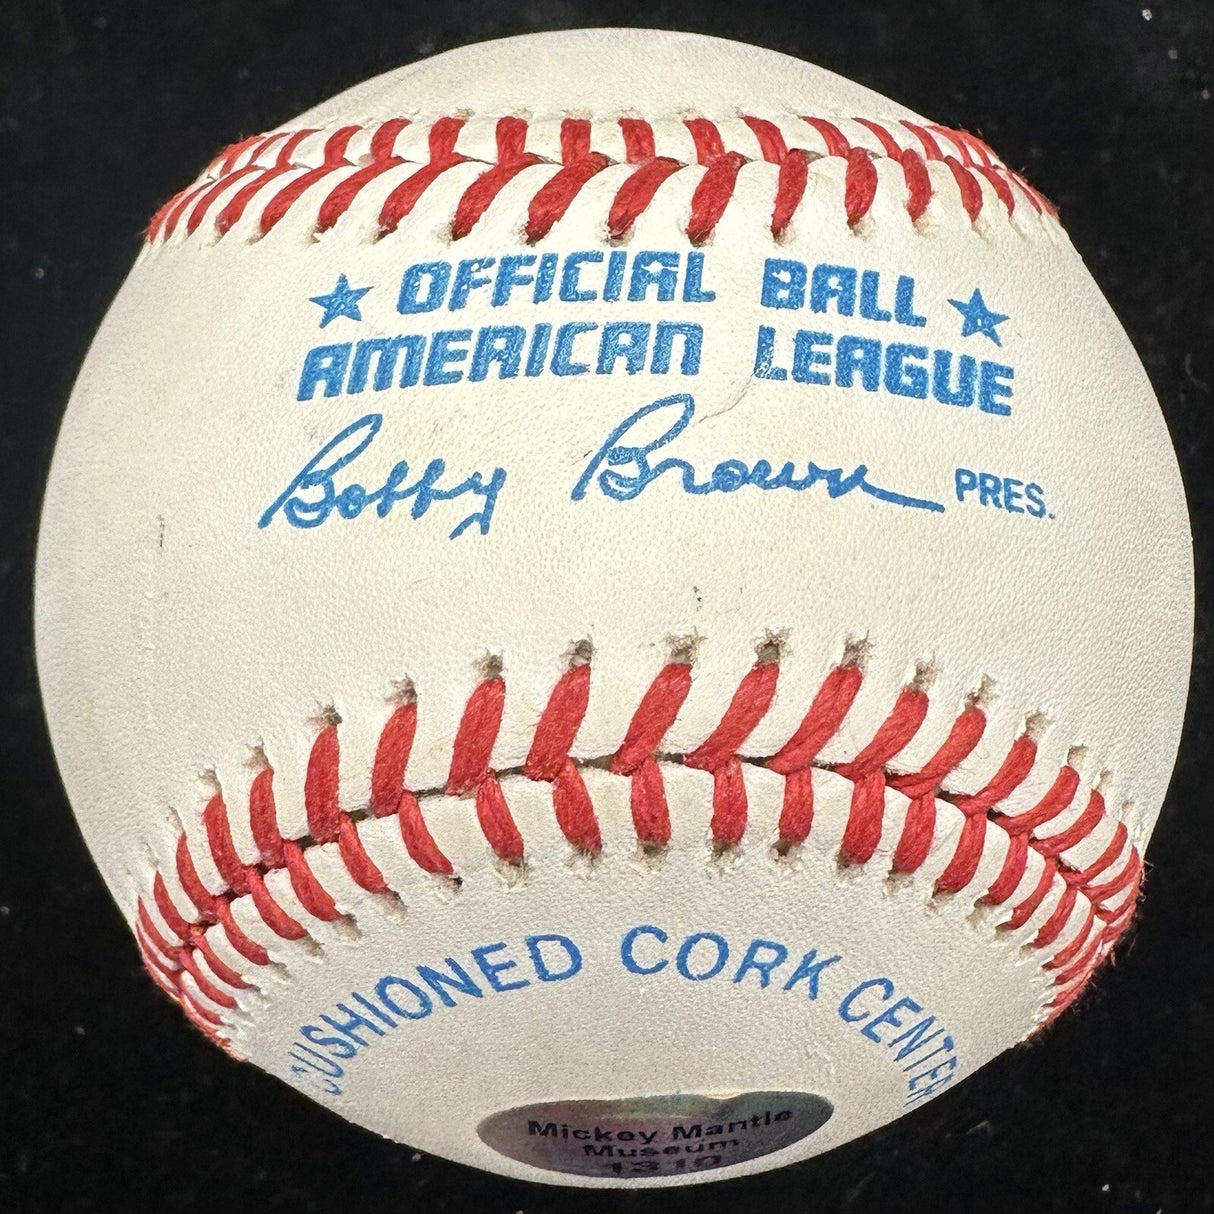 ★ OFFICIAL BALL ★
AMERICAN LEAGUE
Bobby Brown PRES.
CUSHIONED CORK CENTER
Mickey Mantle
Museum